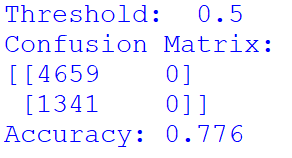 Threshold:  0.5
Confusion Matrix:
[[4659    0]
 [1341    0]]
Accuracy: 0.776